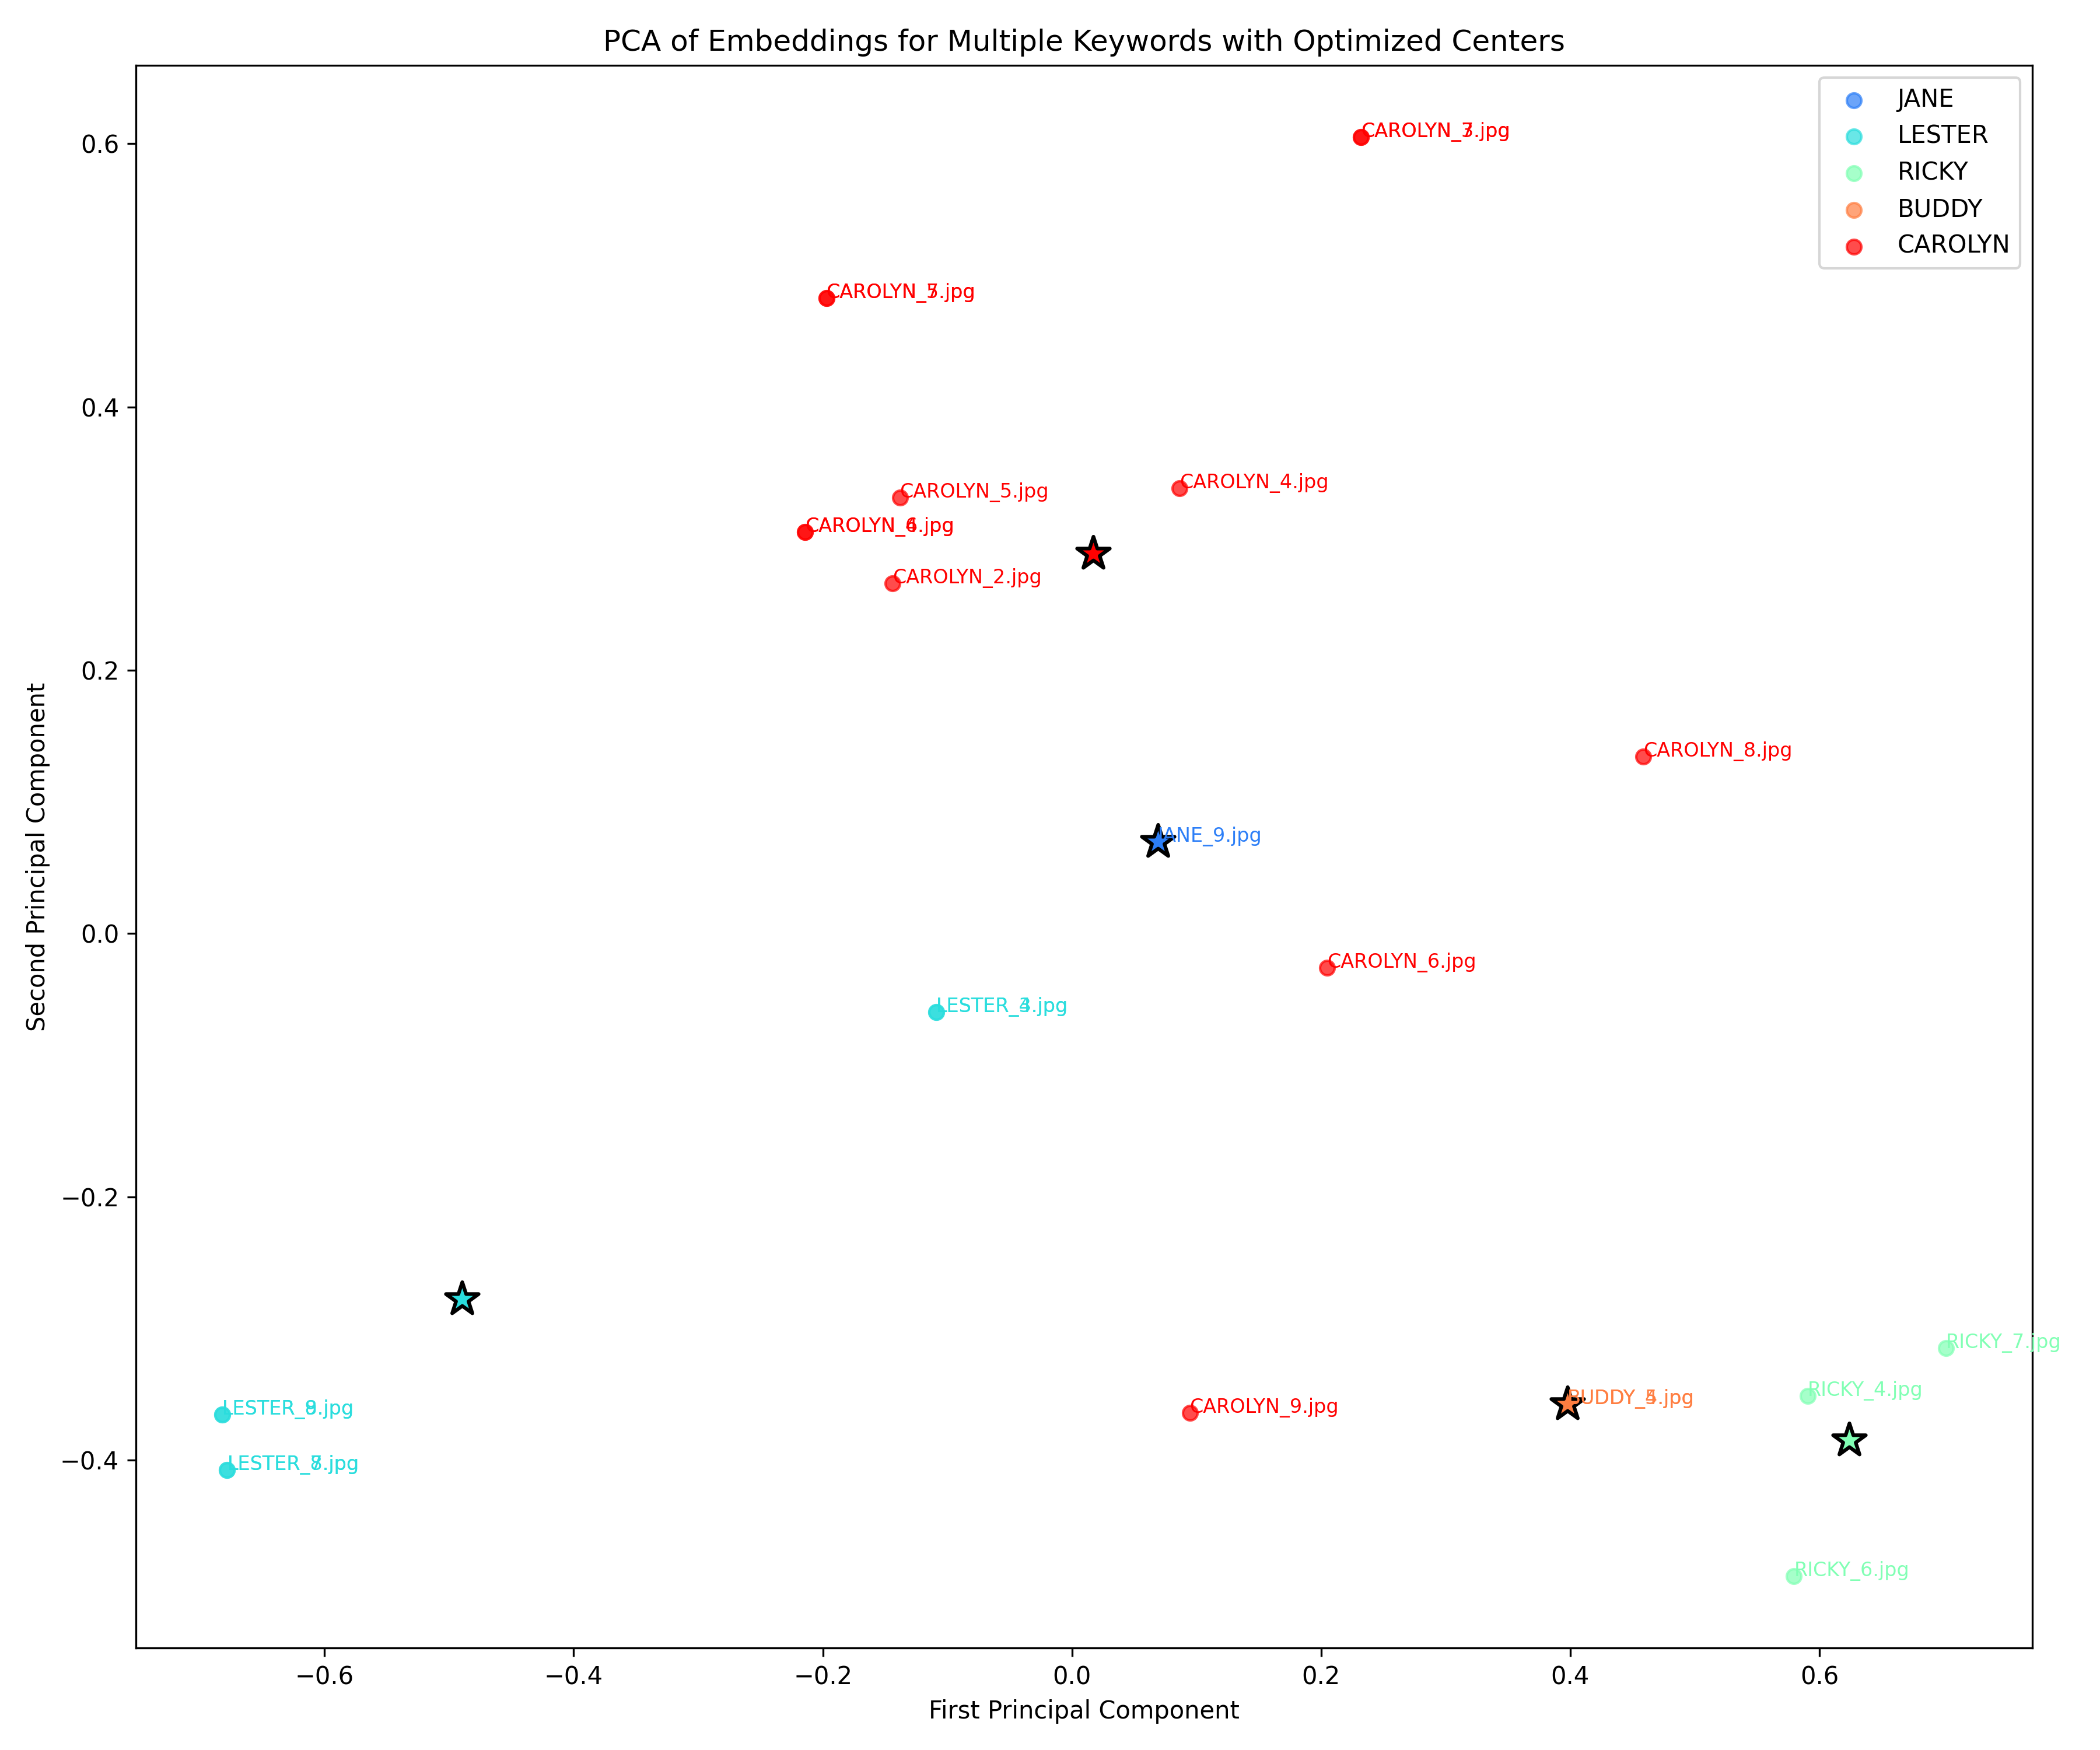 PCA of Embeddings for Multiple Keywords with Optimized Centers
JANE
LESTER
RICKY
BUDDY
CAROLYN
0.6
0.4
0.2
0.0
−0.2
−0.4
Second Principal Component
CAROLYN_5.jpg
CAROLYN_4.jpg
CAROLYN_2.jpg
CAROLYN_8.jpg
CAROLYN_6.jpg
RICKY_7.jpg
RICKY_4.jpg
CAROLYN_9.jpg
RICKY_6.jpg
−0.6
−0.4
−0.2
0.0
0.2
0.4
0.6
First Principal Component